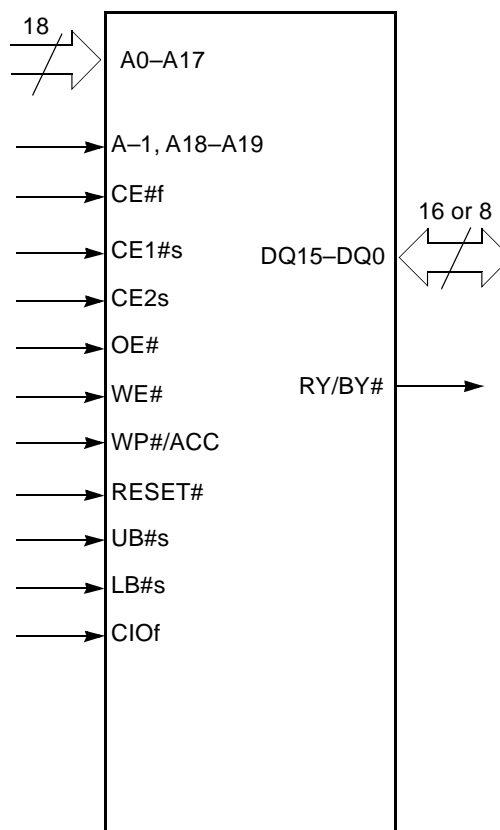 18
A0–A17
A–1, A18–A19
CE#f
16 or 8
CE1#s
DQ15–DQ0
CE2s
OE#
RY/BY#
WE#
WP#/ACC
RESET#
UB#s
LB#s
CIOf